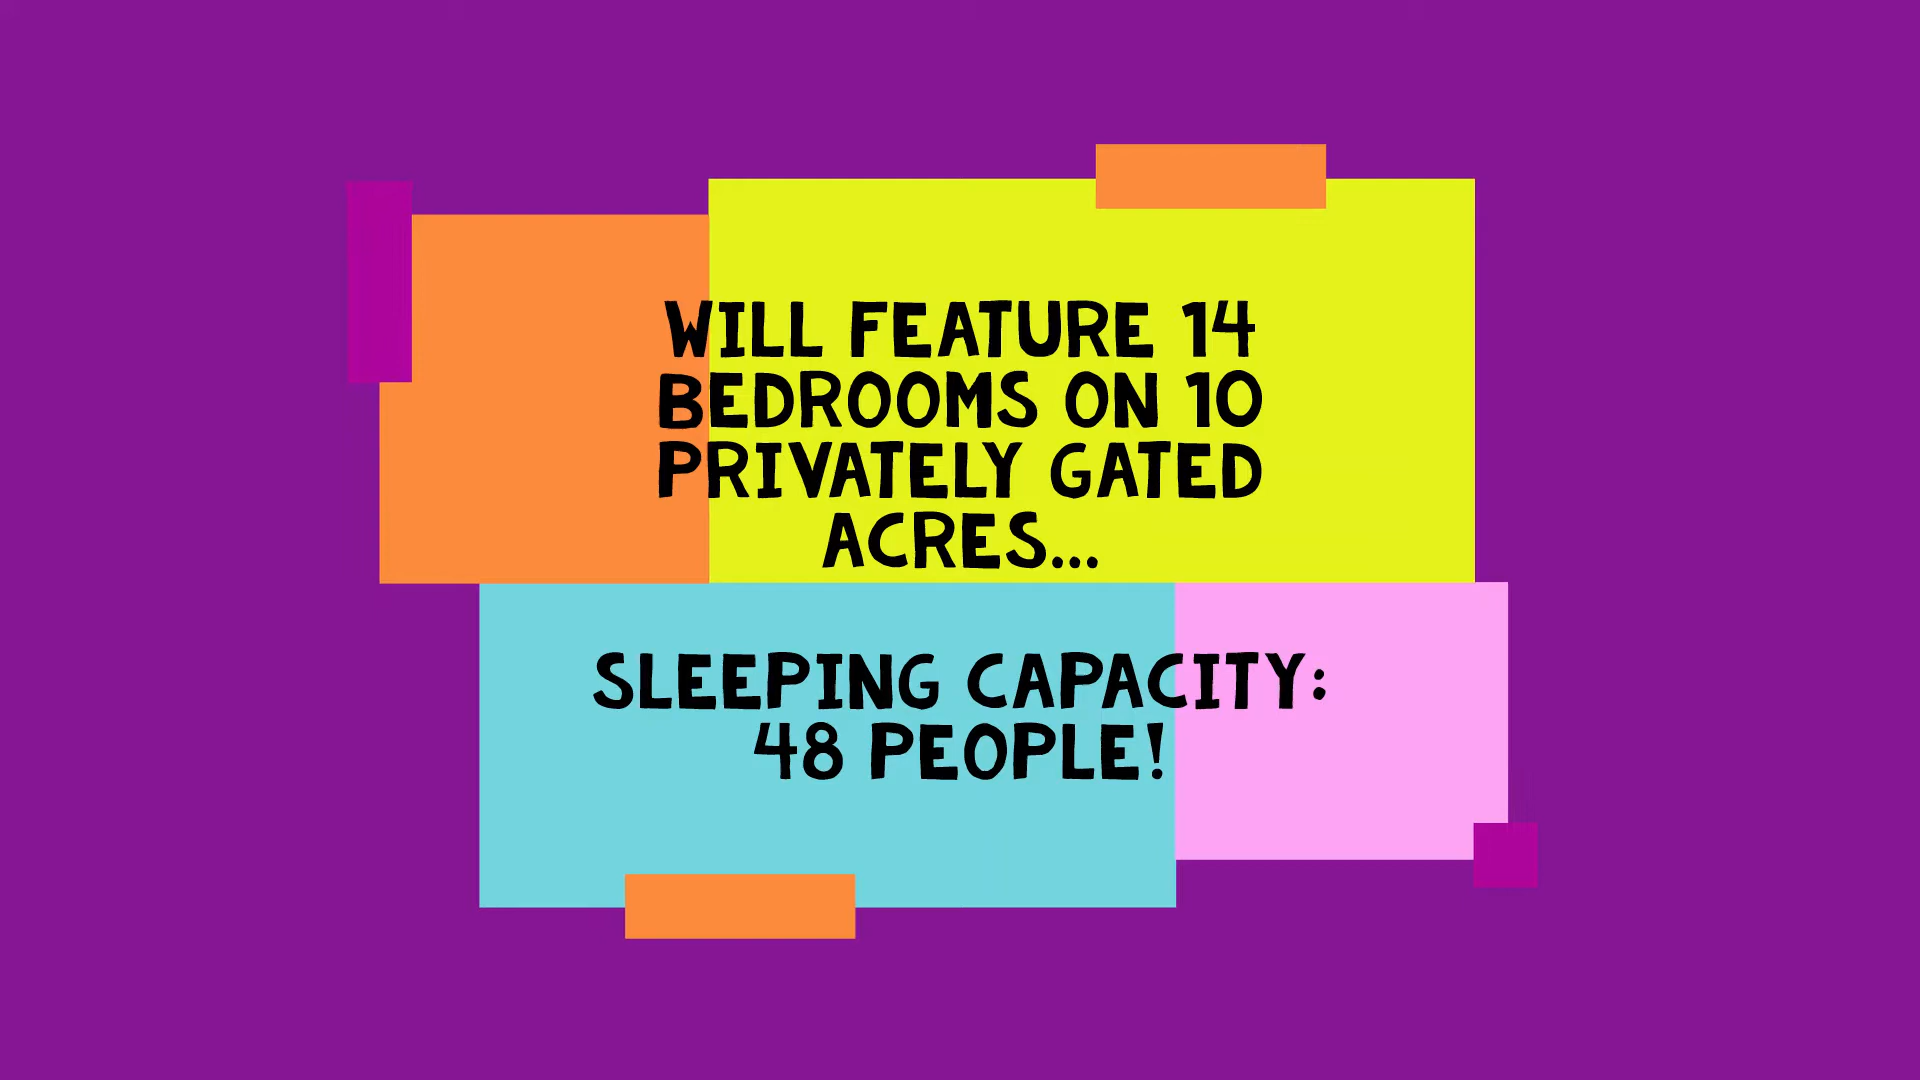 WILL FEATURE 14
BEDROOMS ON 10
PRIVATELY GATED
ACRES...
SLEEPING CAPACITY:
48 PEOPLE!